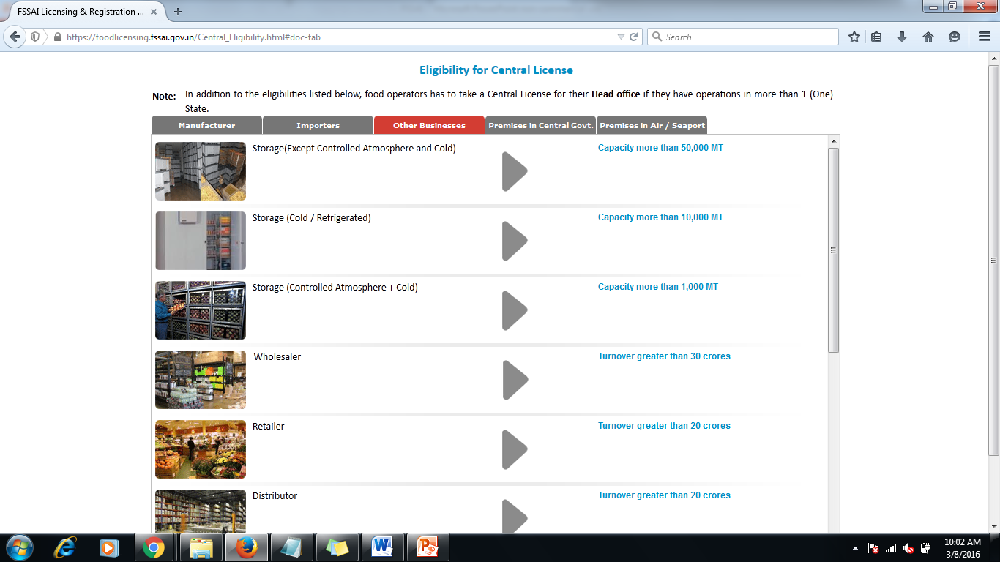 FSSAI Licensing & Registration ...
https://foodlicensing.fssai.gov.in/Central_Eligibility.html#doc-tab
Search
Eligibility for Central License
Note:- In addition to the eligibilities listed below, food operators has to take a Central License for their Head office if they have operations in more than 1 (One)
State.
Manufacturer Importers Other Businesses Premises in Central Govt. Premises in Air / Seaport
Storage(Except Controlled Atmosphere and Cold) Capacity more than 50,000 MT
Storage (Cold / Refrigerated) Capacity more than 10,000 MT
Storage (Controlled Atmosphere + Cold) Capacity more than 1,000 MT
Wholesaler Turnover greater than 30 crores
Retailer Turnover greater than 20 crores
Distributor Turnover greater than 20 crores
10:02 AM
3/8/2016